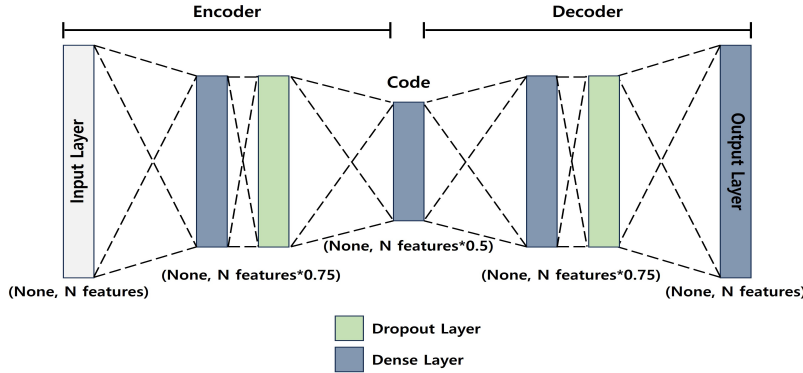 Encoder
Decoder
Code
Input Layer
Output Layer
(None, N features*0.5)
(None, N features*0.75)
(None, N features*0.75)
(None, N features)
(None, N features)
Dropout Layer
Dense Layer